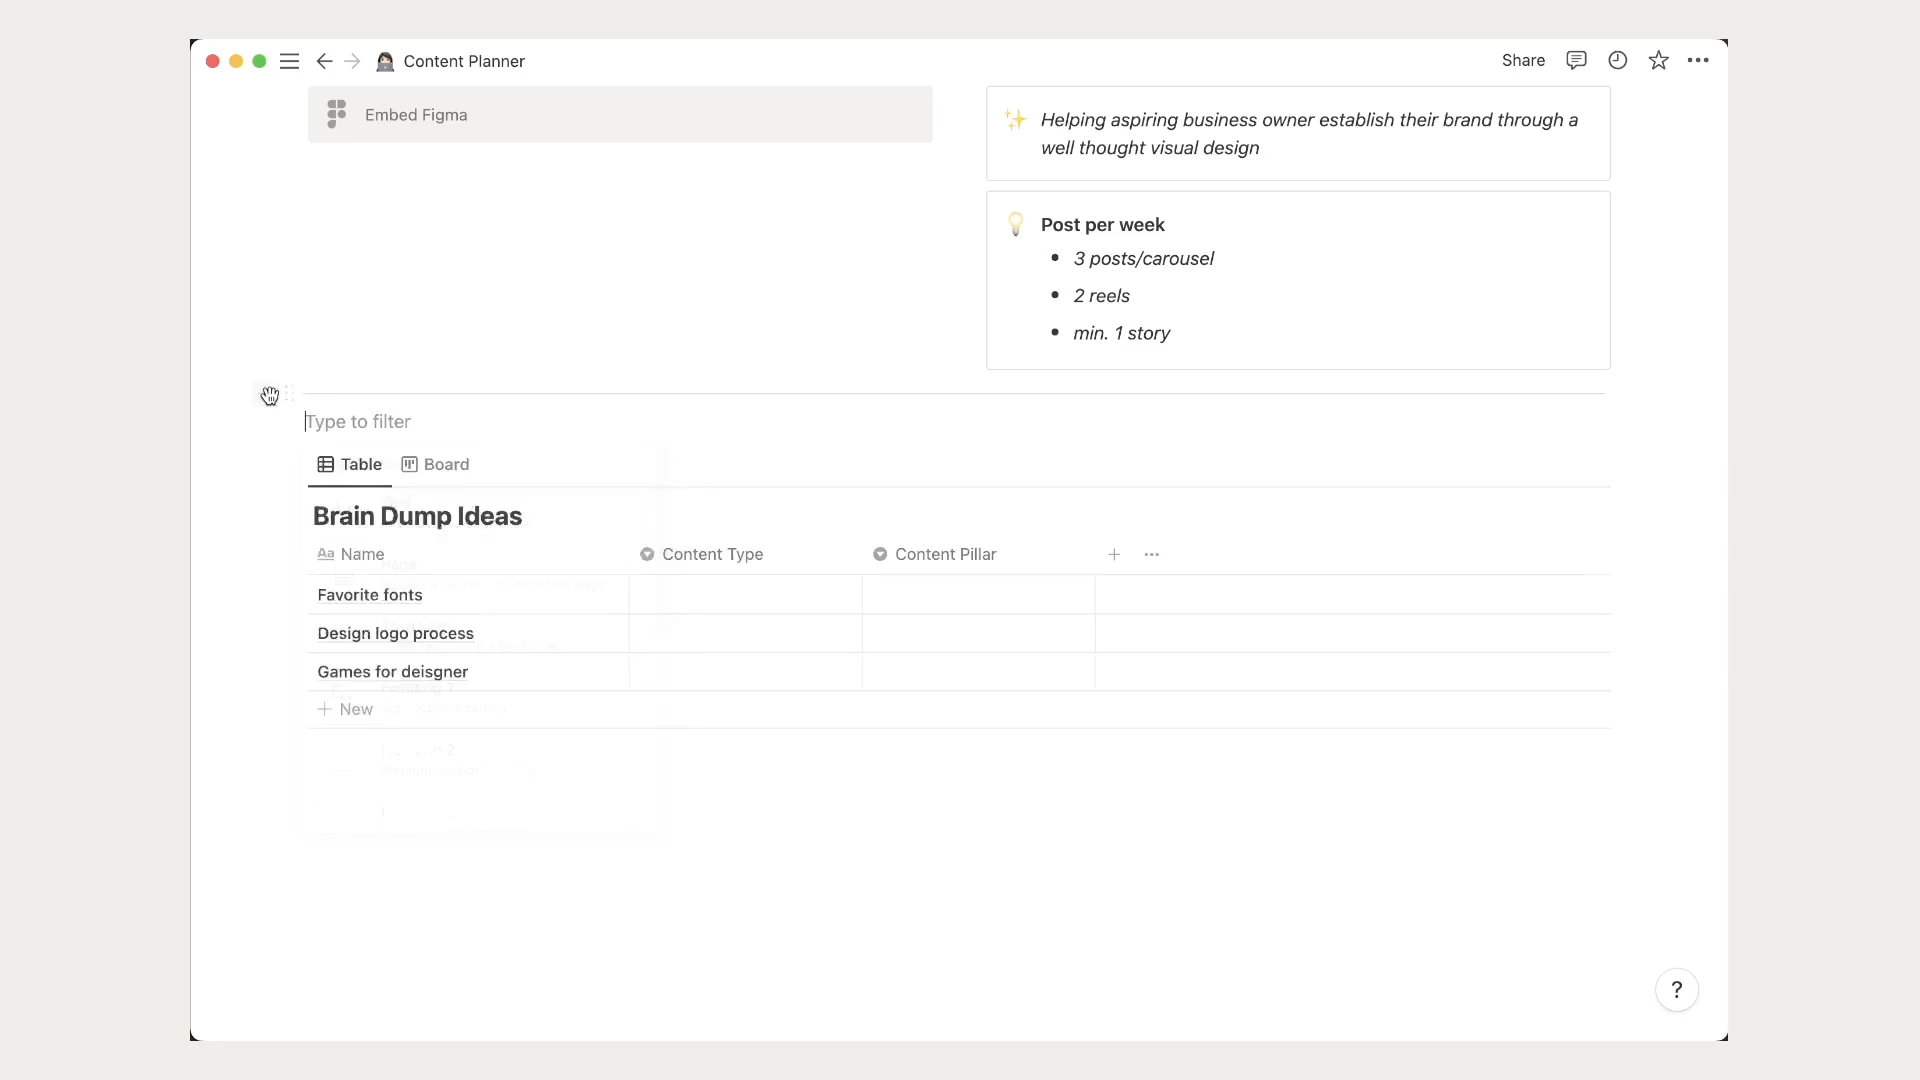 Content Planner
Share
Embed Figma
Helping aspiring business owner establish their brand through a
well thought visual design
Post per week
3 posts/carousel
2 reels
min. 1 story
Type to filter
Table
Board
Brain Dump Ideas
Aa Name
Content Type
Content Pillar
Page
Favorite fonts
Design logo process
Games for deisgner
New
?